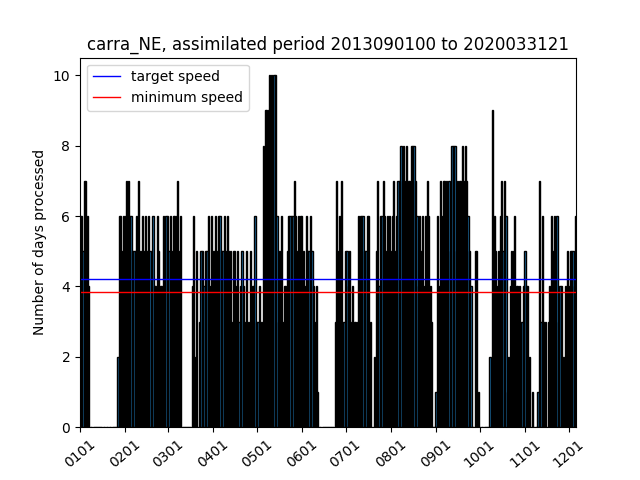 carra_NE, assimilated period 2013090100 to 2020033121
target speed
minimum speed
Number of days processed
10
8
6
4
2
0
0101 0201 0301 0401 0501 0601 0701 0801 0901 1001 1101 1201